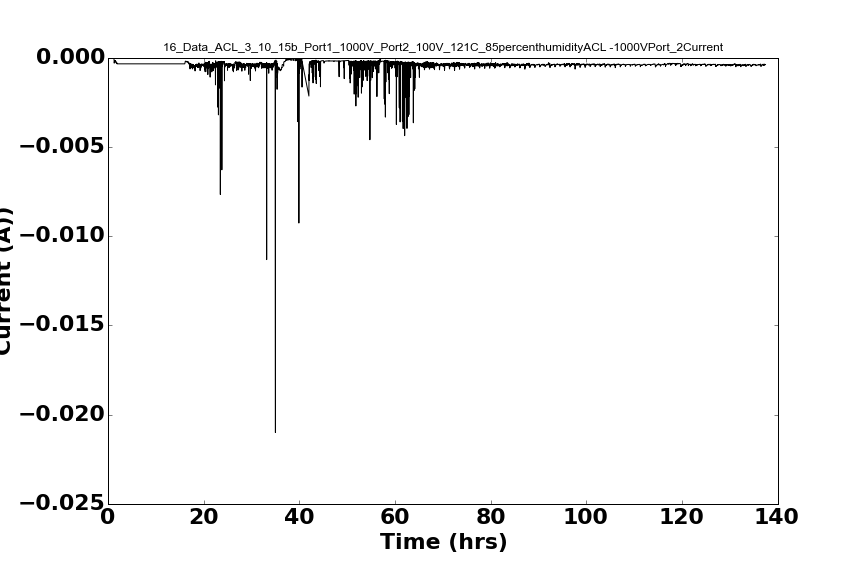 16_Data_ACL_3_10_15b_Port1_1000V_Port2_100V_121C_85percenthumidityACL -1000VPort_2Current
0.000
−0.005
−0.010
−0.015
−0.020
−0.025
Current (A))
0 20 40 60 80 100 120 140
Time (hrs)